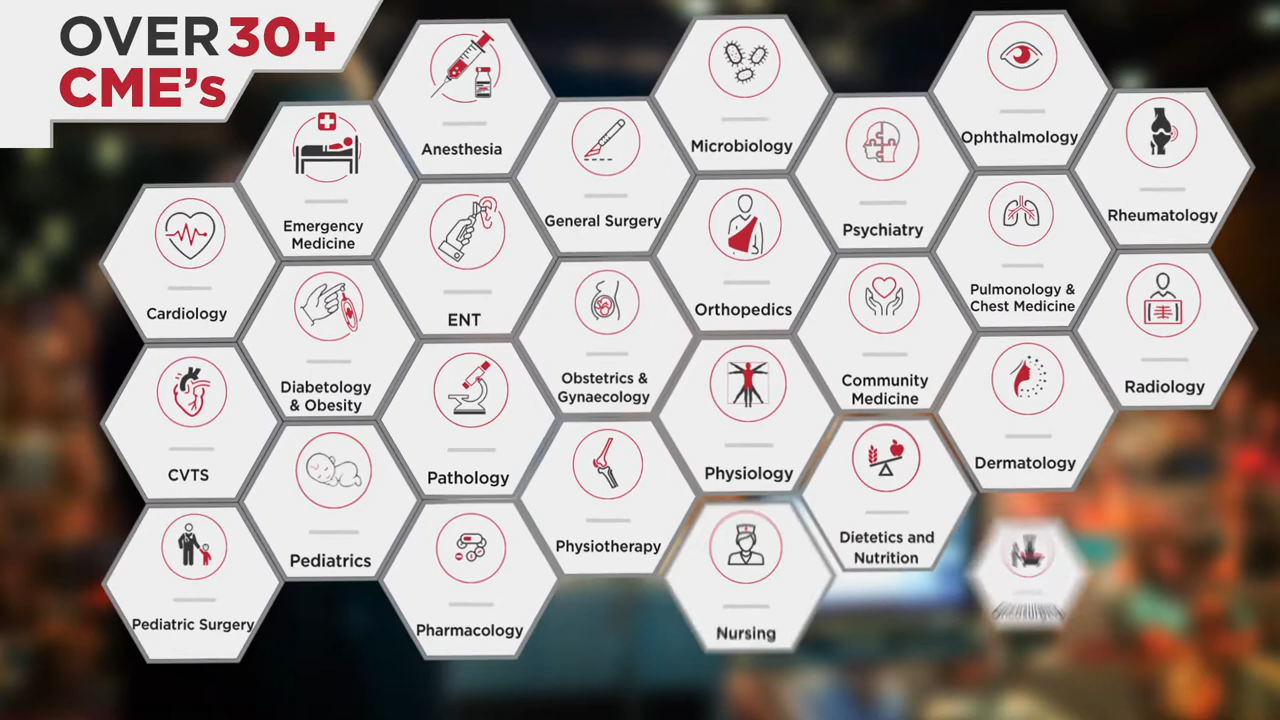 OVER 30+
CME's
Anesthesia
Microbiology
Ophthalmology
Emergency
Medicine
General Surgery
Psychiatry
Rheumatology
Cardiology
ENT
Orthopedics
Pulmonology &
Chest Medicine
Diabetology
& Obesity
Obstetrics &
Gynaecology
Community
Medicine
Radiology
CVTS
Pathology
Physiology
Dermatology
Pediatrics
Physiotherapy
Dietetics and
Nutrition
Pediatric Surgery
Pharmacology
Nursing